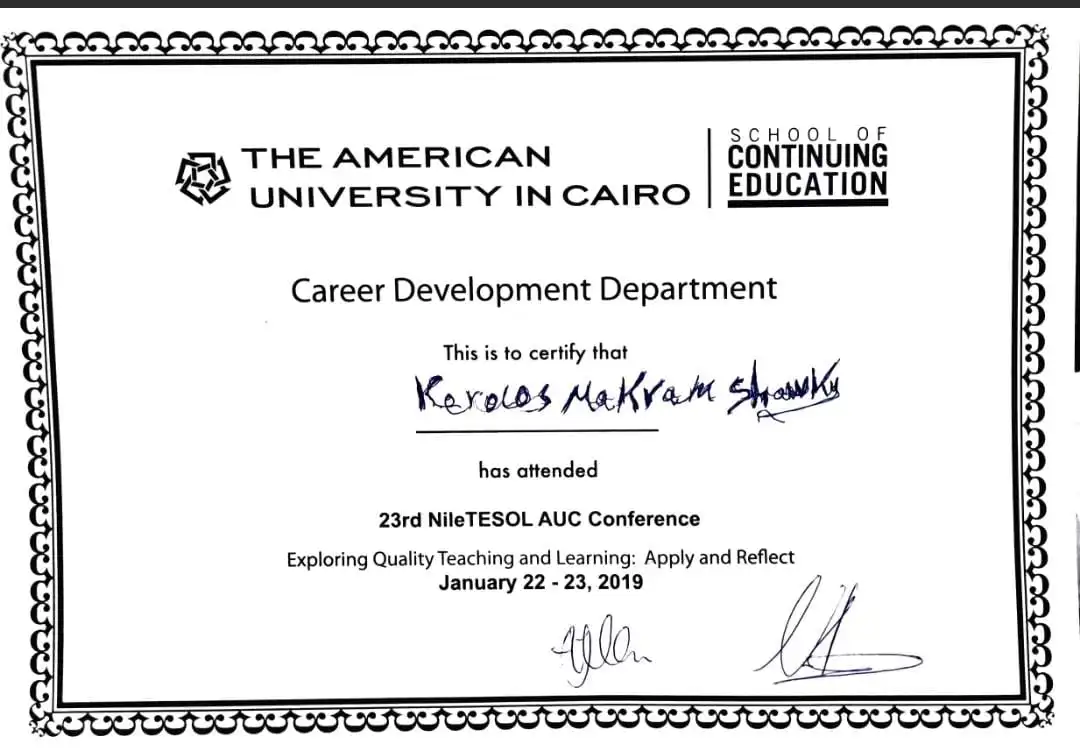 THE AMERICAN
UNIVERSITY IN CAIRO
SCHOOL OF
CONTINUING
EDUCATION
Career Development Department
This is to certify that
Kerolos Makram Shawky
has attended
23rd NileTESOL AUC Conference
Exploring Quality Teaching and Learning: Apply and Reflect
January 22 - 23, 2019